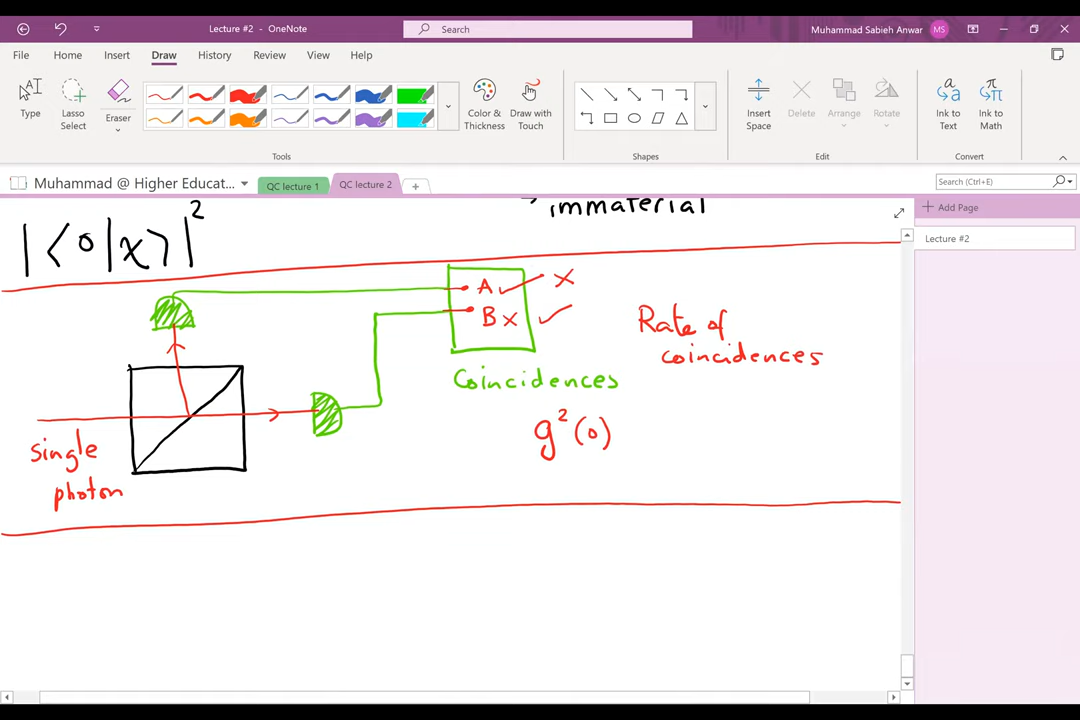 Lecture #2 - OneNote
Search
Muhammad Sabieh Anwar
MS
File
Home
Insert
Draw
History
Review
View
Help
Type
Lasso Select
Eraser
Color & Thickness
Draw with Touch
Insert Space
Delete
Arrange
Rotate
Ink to Text
Ink to Math
Tools
Shapes
Edit
Convert
Muhammad @ Higher Educat...
QC lecture 1
QC lecture 2
Search (Ctrl+E)
Add Page
Lecture #2
immaterial
|⟨0|x⟩|²
A ✓ X
B x ✓
Rate of
coincidences
Coincidences
g²(0)
single
photon